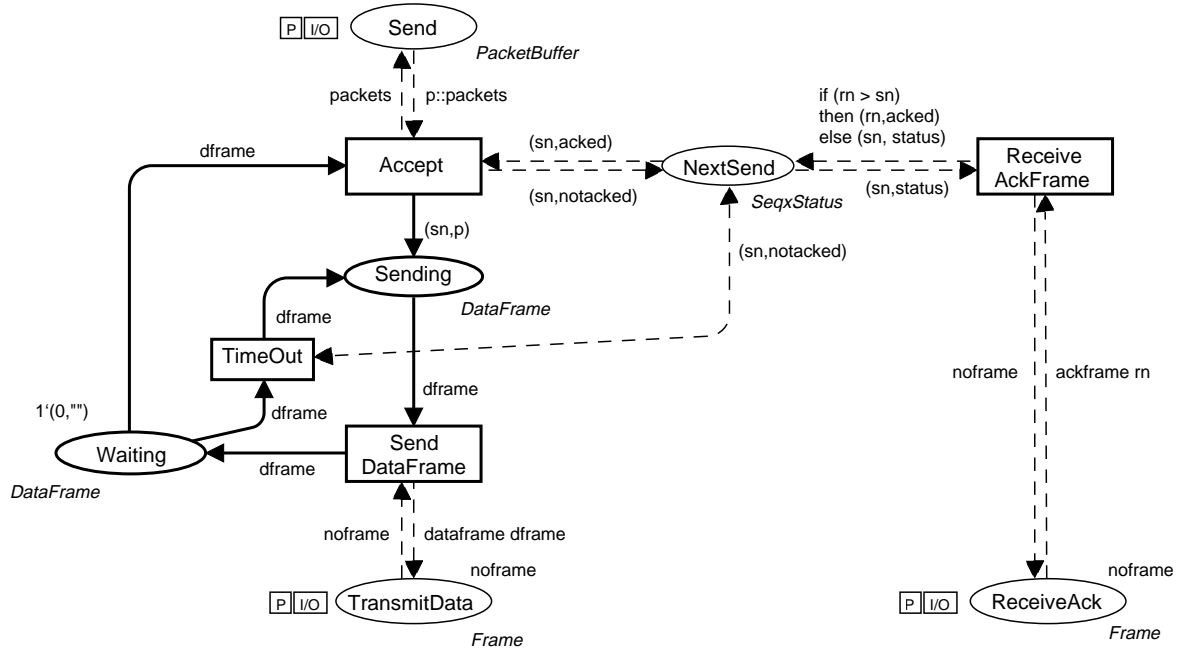 P I/O
Send
PacketBuffer
packets
p::packets
if (rn > sn)
then (rn,acked)
else (sn, status)
dframe
Accept
(sn,acked)
(sn,notacked)
NextSend
SeqxStatus
(sn,status)
Receive
AckFrame
(sn,p)
(sn,notacked)
Sending
DataFrame
dframe
TimeOut
dframe
noframe
ackframe rn
1‘(0,"")
dframe
Waiting
DataFrame
dframe
Send
DataFrame
noframe
dataframe dframe
noframe
P I/O
TransmitData
Frame
noframe
P I/O
ReceiveAck
Frame